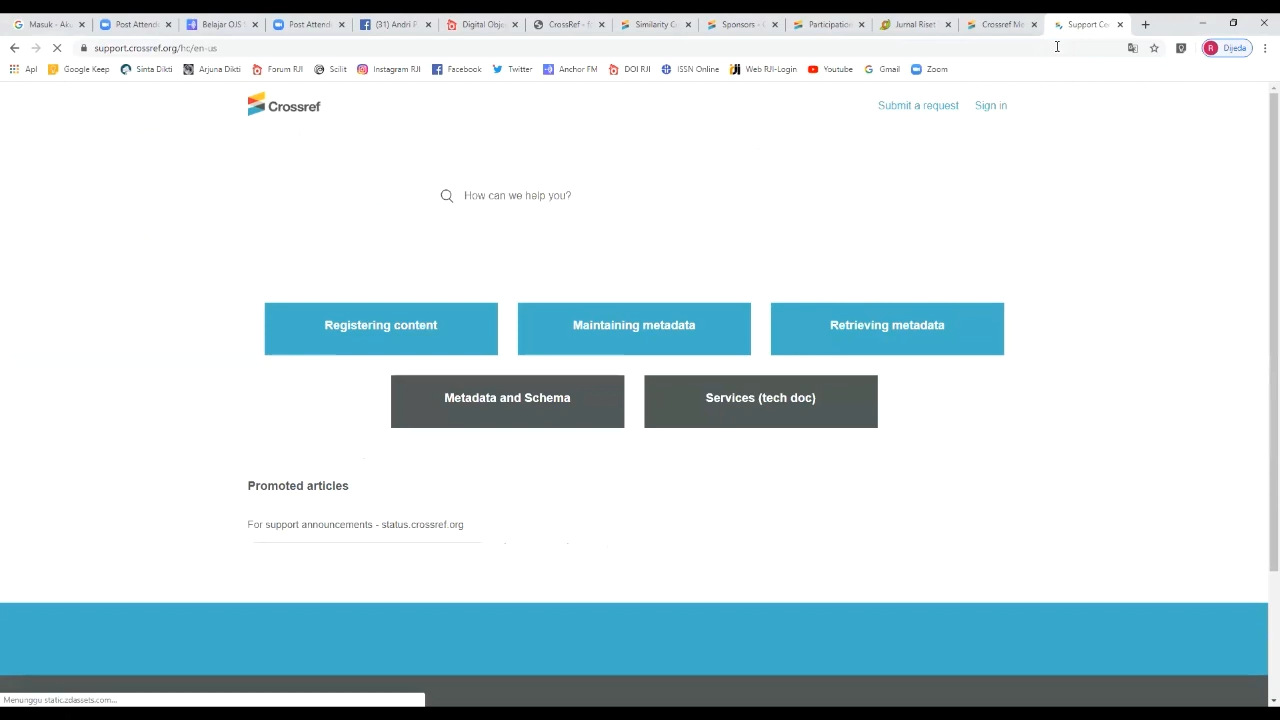 Masuk - Aku
Post Attende
Belajar OJS
Post Attende
(31) Andri P
Digital Obje
CrossRef - f
Similarity C
Sponsors - C
Participation
Jurnal Riset
Crossref Me
Support Ce
support.crossref.org/hc/en-us
R
Dijeda
Apl
Google Keep
Sinta Dikti
Arjuna Dikti
Forum RJI
Scilit
Instagram RJI
Facebook
Twitter
Anchor FM
DOI RJI
ISSN Online
Web RJI-Login
Youtube
Gmail
Zoom
Crossref
Submit a request
Sign in
How can we help you?
Registering content
Maintaining metadata
Retrieving metadata
Metadata and Schema
Services (tech doc)
Promoted articles
For support announcements - status.crossref.org
Menunggu static.zdassets.com...